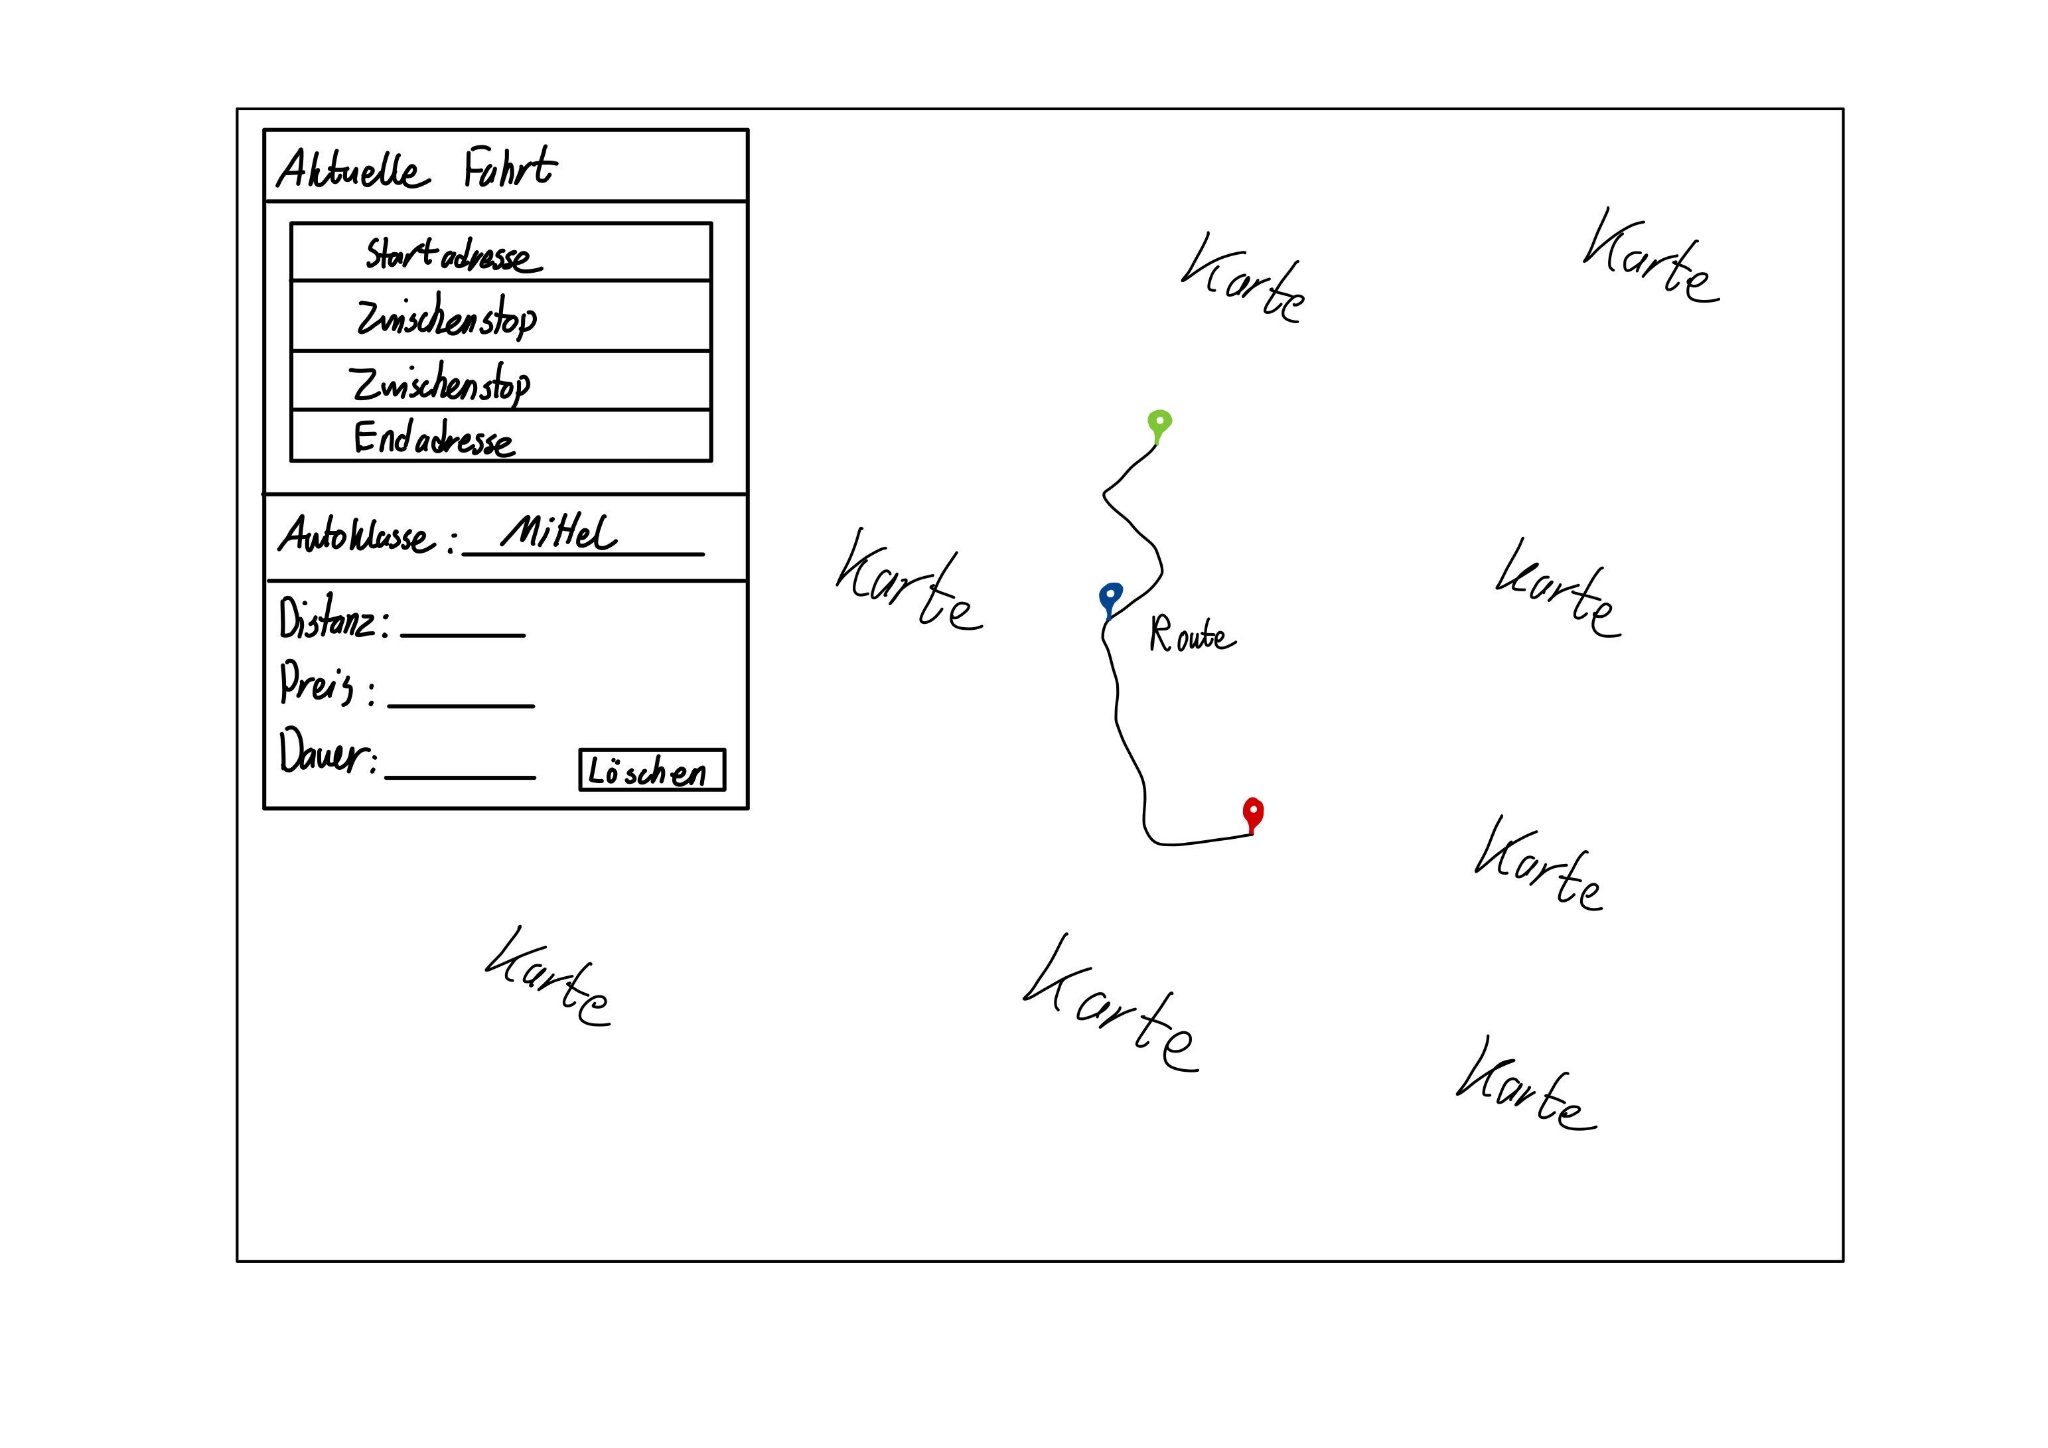 Aktuelle Fahrt
Startadresse
Zwischenstop
Zwischenstop
Endadresse
Autoklasse: Mittel
Distanz:
Preis:
Dauer:
Löschen
Karte
Karte
Karte
Karte
Route
Karte
Karte
Karte
Karte